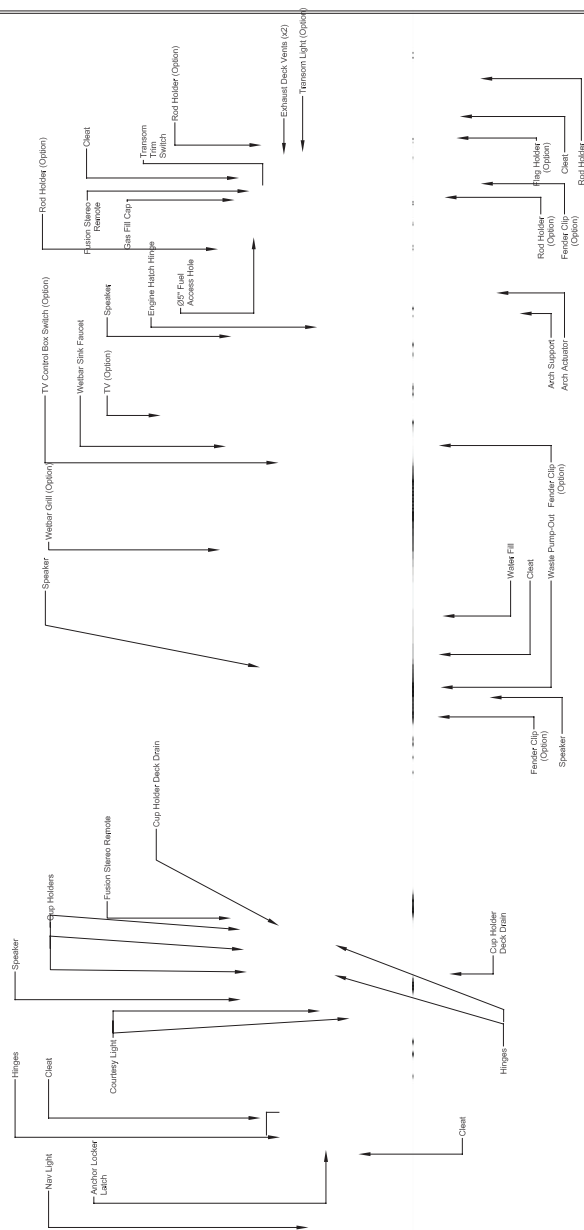 Nav Light
Anchor Locker
Latch
Hinges
Cleat
Courtesy Light
Speaker
Cup Holders
Fusion Stereo Remote
Cup Holder Deck Drain
Speaker
Wetbar Grill (Option)
TV Control Box Switch (Option)
Wetbar Sink Faucet
TV (Option)
Speaker
Engine Hatch Hinge
Ø5" Fuel
Access Hole
Rod Holder (Option)
Fusion Stereo
Remote
Gas Fill Cap
Cleat
Transom
Trim
Switch
Rod Holder (Option)
Exhaust Deck Vents (x2)
Transom Light (Option)
Cleat
Hinges
Cup Holder
Deck Drain
Fender Clip
(Option)
Speaker
Waste Pump-Out
Cleat
Water Fill
Fender Clip
(Option)
Arch Support
Arch Actuator
Rod Holder
(Option)
Fender Clip
(Option)
Flag Holder
(Option)
Cleat
Rod Holder